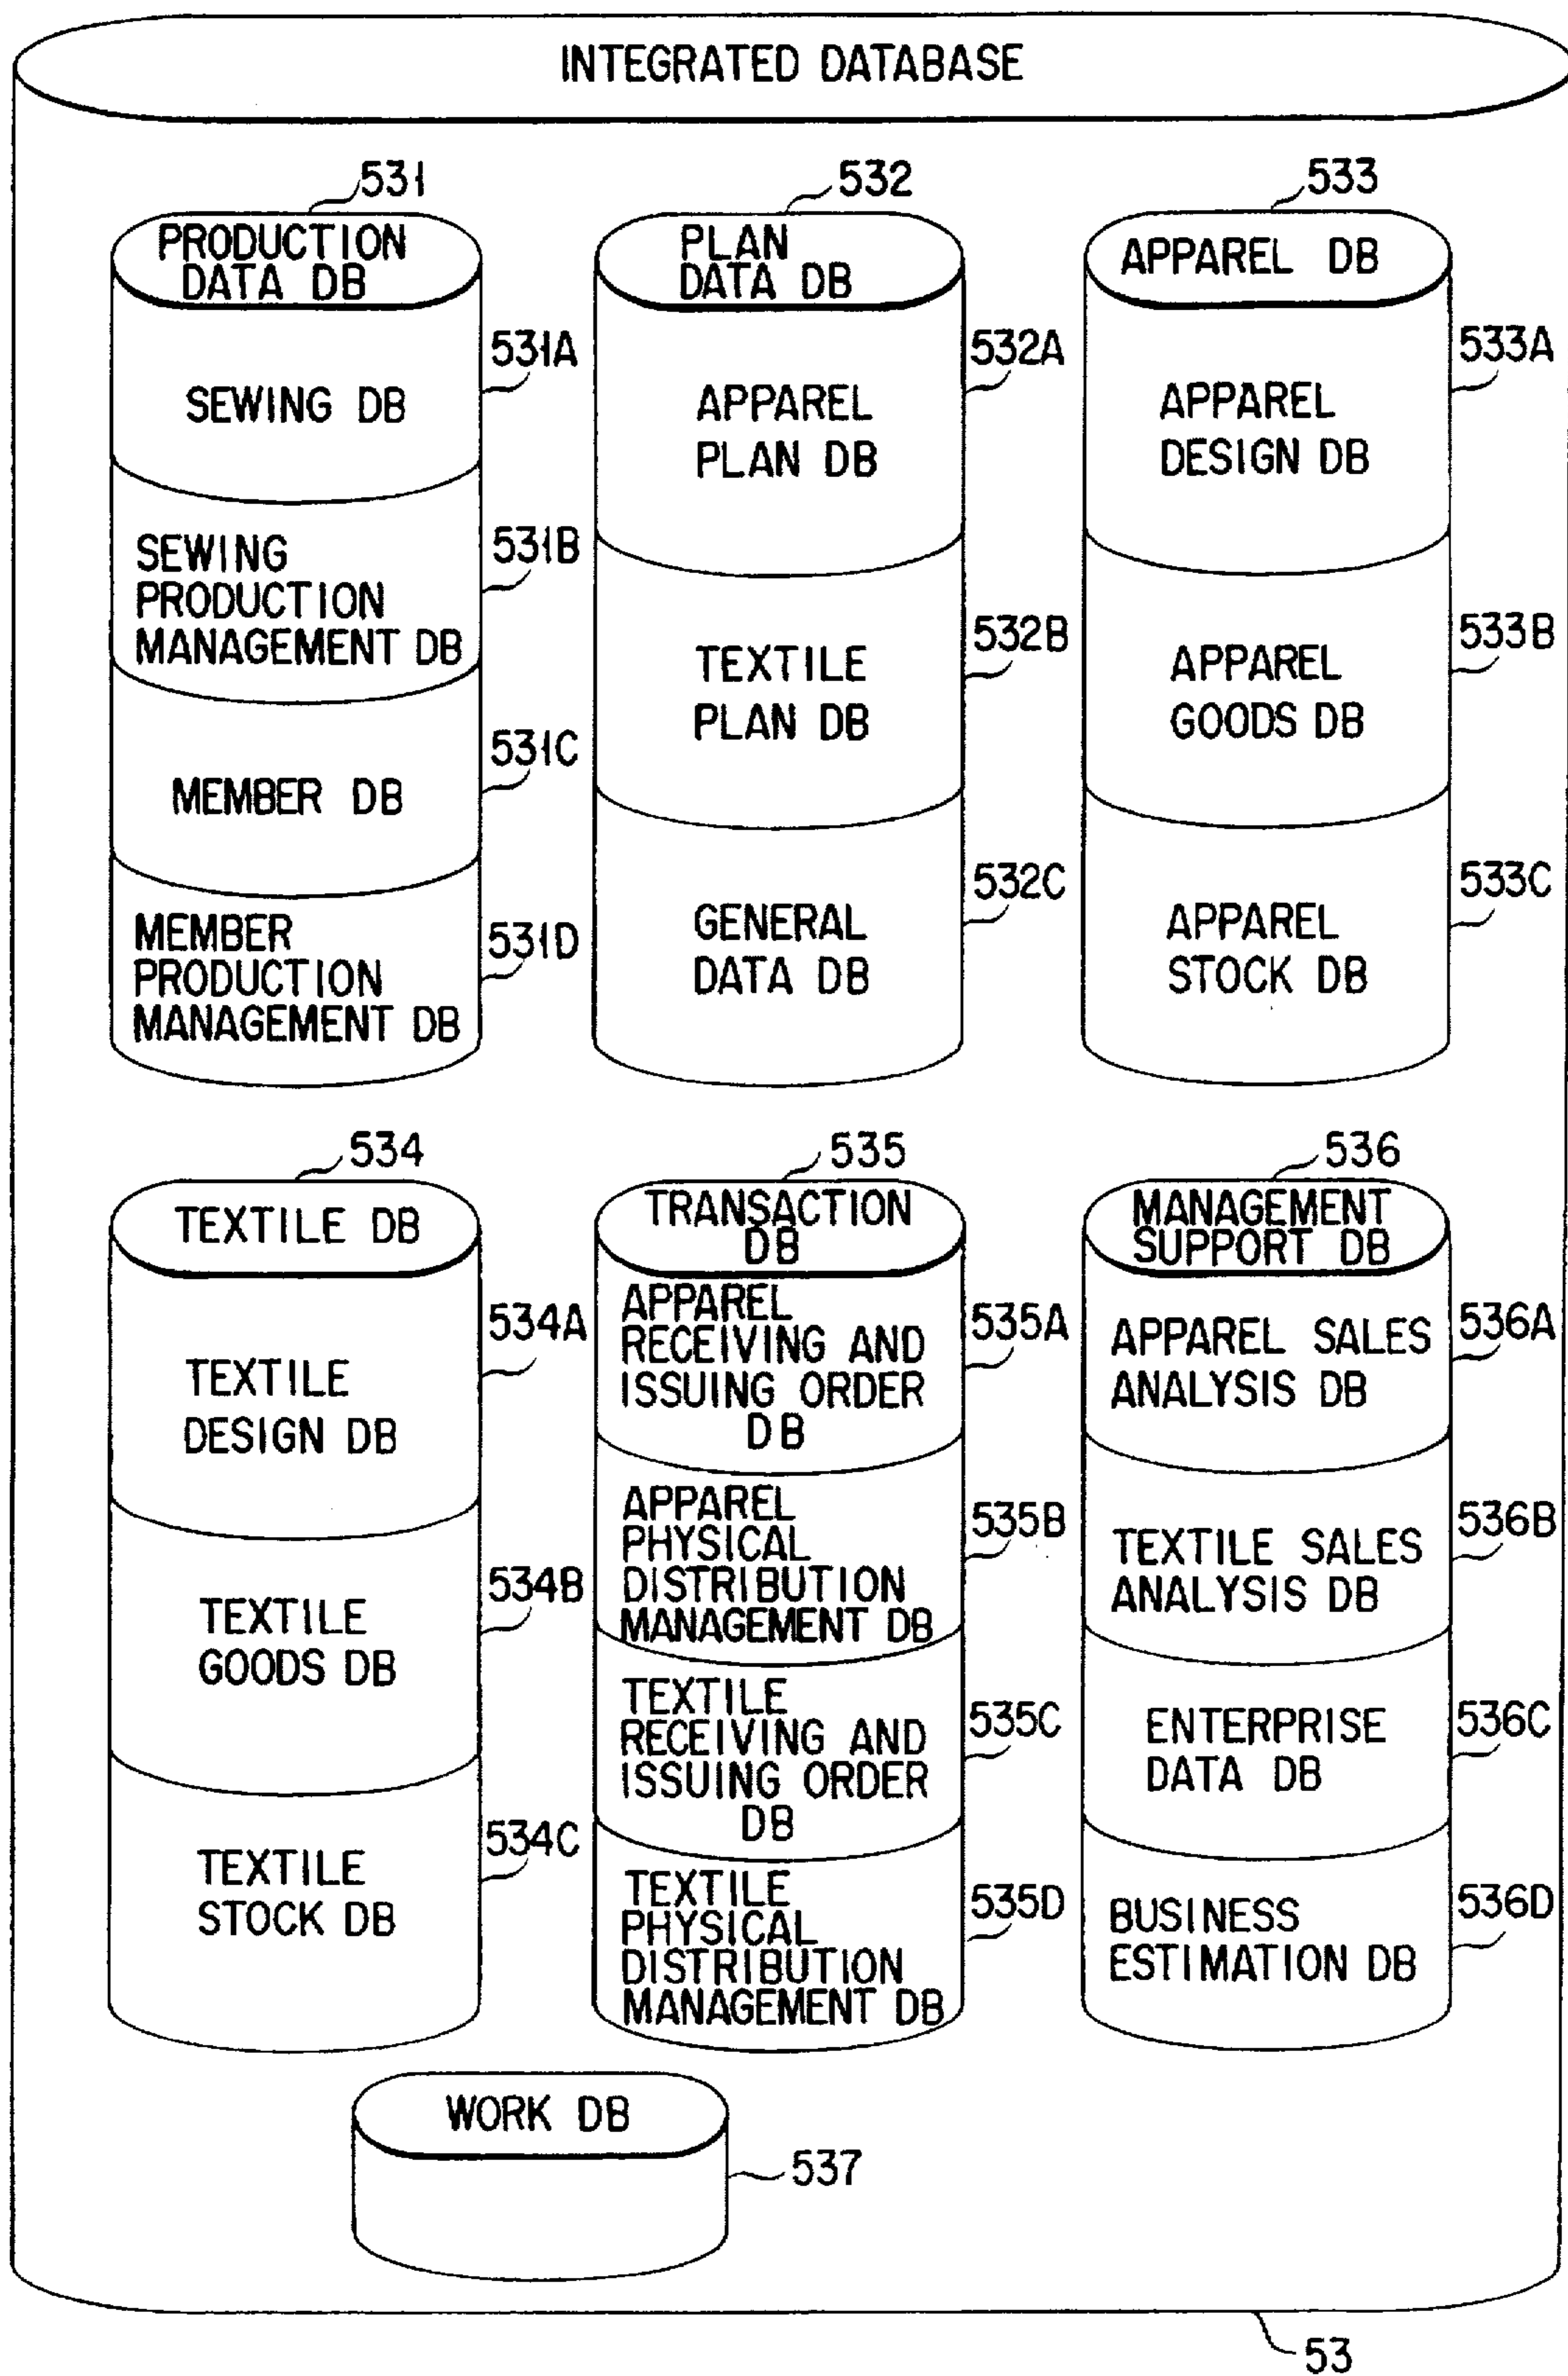 INTEGRATED DATABASE
531
PRODUCTION
DATA DB
531A
SEWING DB
531B
SEWING
PRODUCTION
MANAGEMENT DB
531C
MEMBER DB
531D
MEMBER
PRODUCTION
MANAGEMENT DB
532
PLAN
DATA DB
532A
APPAREL
PLAN DB
532B
TEXTILE
PLAN DB
532C
GENERAL
DATA DB
533
APPAREL DB
533A
APPAREL
DESIGN DB
533B
APPAREL
GOODS DB
533C
APPAREL
STOCK DB
534
TEXTILE DB
534A
TEXTILE
DESIGN DB
534B
TEXTILE
GOODS DB
534C
TEXTILE
STOCK DB
535
TRANSACTION
DB
535A
APPAREL
RECEIVING AND
ISSUING ORDER
DB
535B
APPAREL
PHYSICAL
DISTRIBUTION
MANAGEMENT DB
535C
TEXTILE
RECEIVING AND
ISSUING ORDER
DB
535D
TEXTILE
PHYSICAL
DISTRIBUTION
MANAGEMENT DB
536
MANAGEMENT
SUPPORT DB
536A
APPAREL SALES
ANALYSIS DB
536B
TEXTILE SALES
ANALYSIS DB
536C
ENTERPRISE
DATA DB
536D
BUSINESS
ESTIMATION DB
WORK DB
537
53